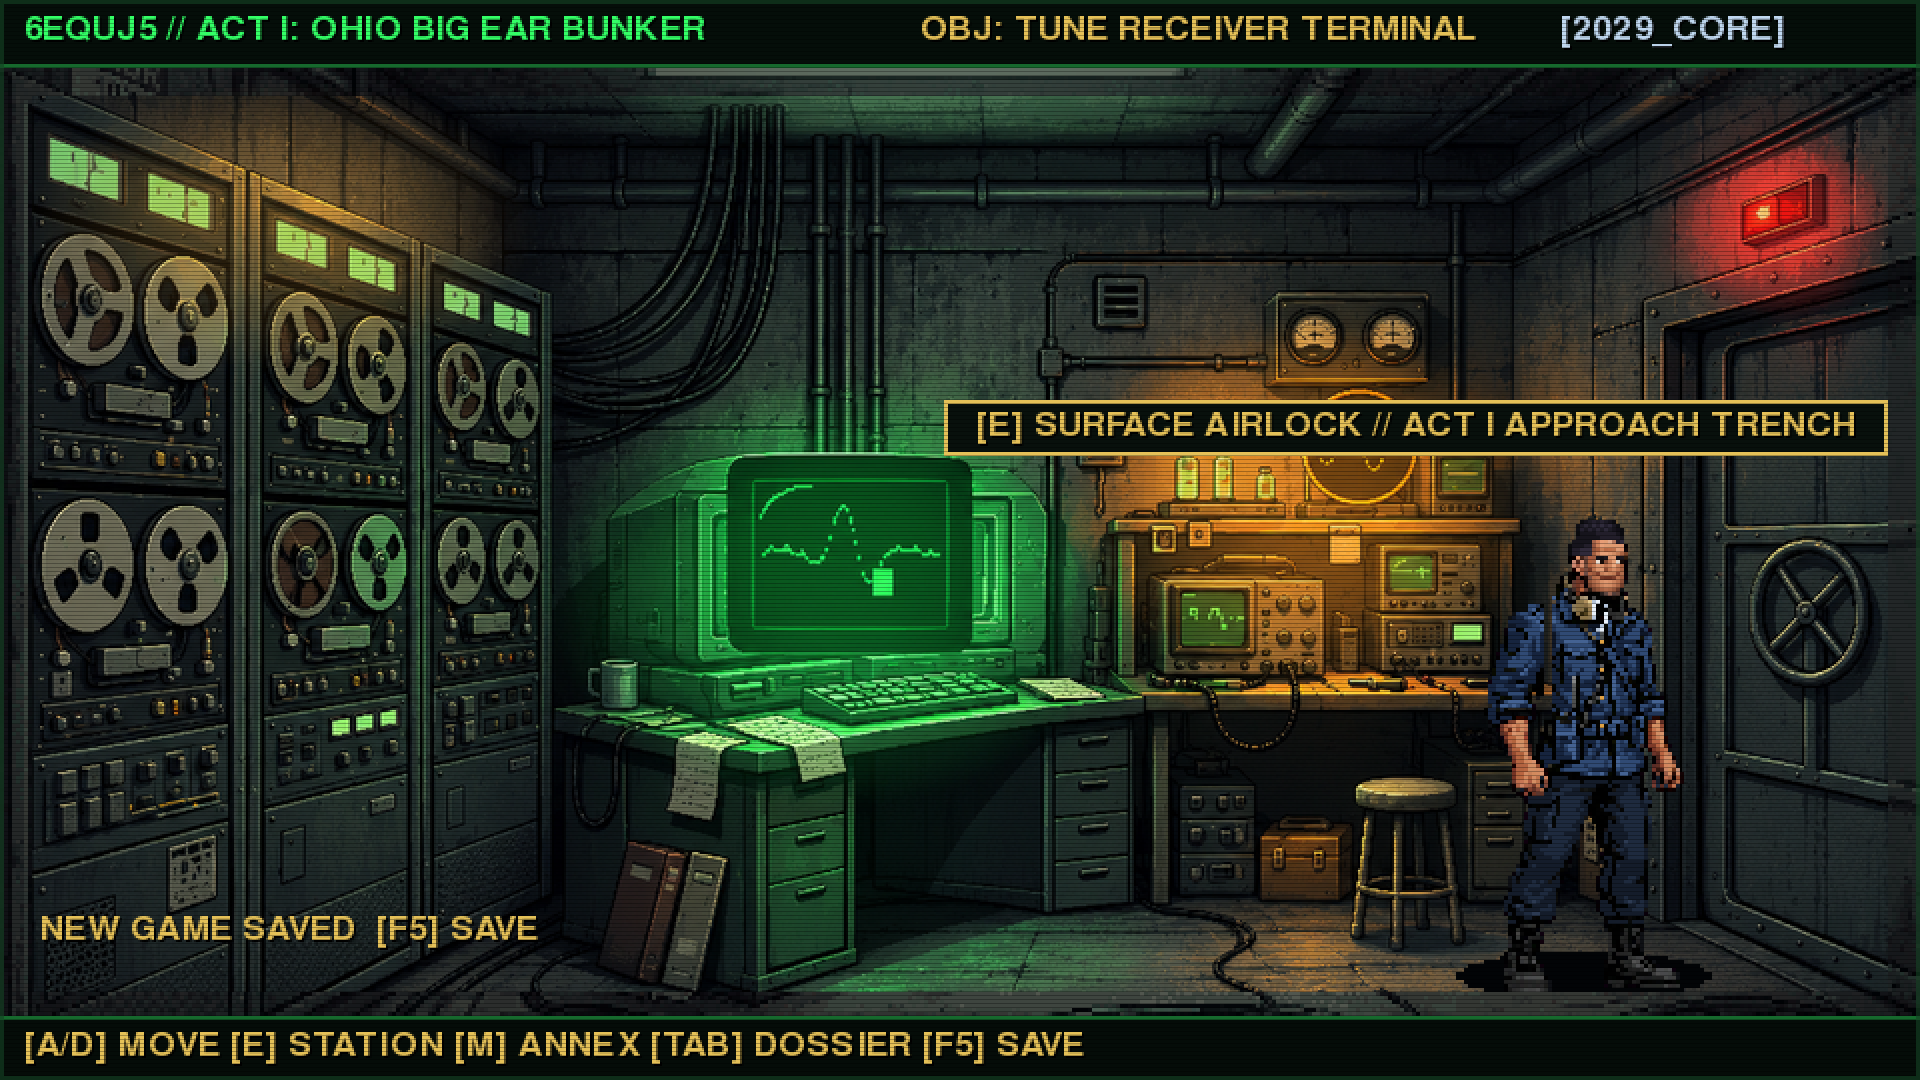 6EQUJ5 // ACT I: OHIO BIG EAR BUNKER
OBJ: TUNE RECEIVER TERMINAL
[2029_CORE]
[E] SURFACE AIRLOCK // ACT I APPROACH TRENCH
NEW GAME SAVED [F5] SAVE
[A/D] MOVE [E] STATION [M] ANNEX [TAB] DOSSIER [F5] SAVE